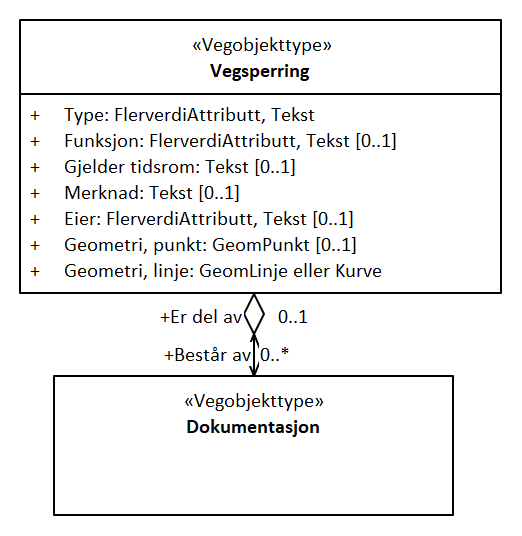 «Vegobjekttype»
Vegsperring
+ Type: FlerverdiAttributt, Tekst
+ Funksjon: FlerverdiAttributt, Tekst [0..1]
+ Gjelder tidsrom: Tekst [0..1]
+ Merknad: Tekst [0..1]
+ Eier: FlerverdiAttributt, Tekst [0..1]
+ Geometri, punkt: GeomPunkt [0..1]
+ Geometri, linje: GeomLinje eller Kurve
+Er del av 0..1
+Består av 0..*
«Vegobjekttype»
Dokumentasjon